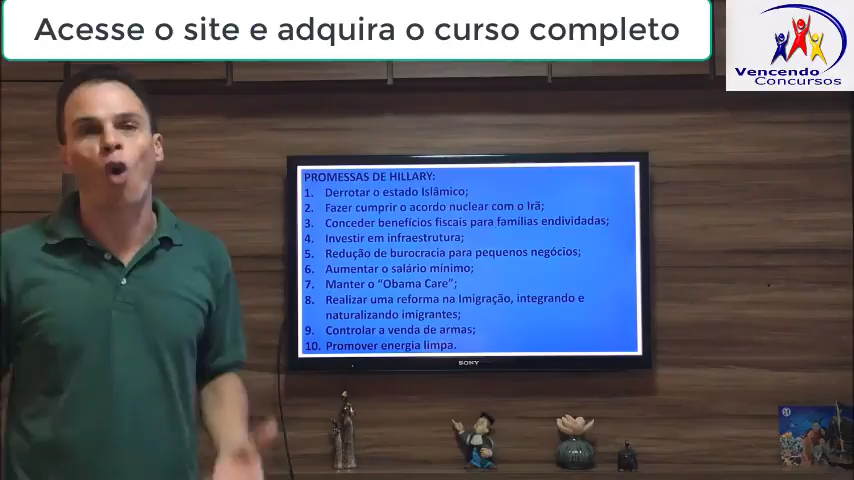 Acesse o site e adquira o curso completo
Vencendo
Concursos
PROMESSAS DE HILLARY:
1. Derrotar o estado Islâmico;
2. Fazer cumprir o acordo nuclear com o Irã;
3. Conceder benefícios fiscais para famílias endividadas;
4. Investir em infraestrutura;
5. Redução de burocracia para pequenos negócios;
6. Aumentar o salário mínimo;
7. Manter o “Obama Care”;
8. Realizar uma reforma na Imigração, integrando e
naturalizando imigrantes;
9. Controlar a venda de armas;
10. Promover energia limpa.
SONY